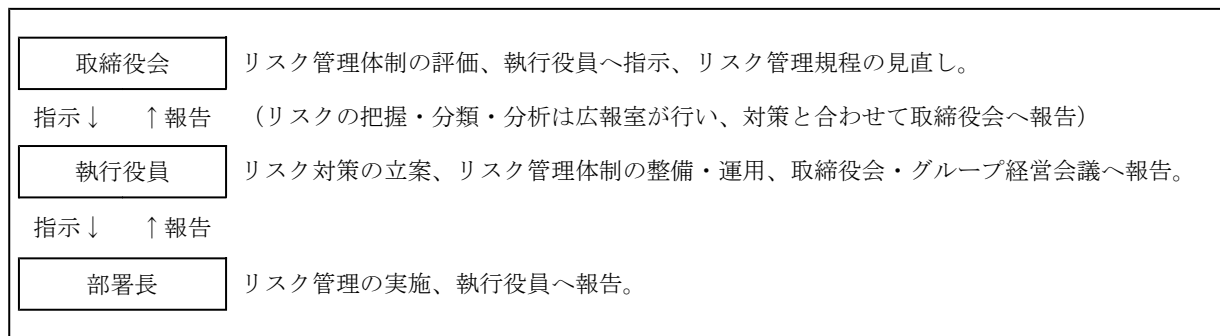 取締役会 リスク管理体制の評価、執行役員へ指示、リスク管理規程の見直し。
指示↓ ↑報告 （リスクの把握・分類・分析は広報室が行い、対策と合わせて取締役会へ報告）
執行役員 リスク対策の立案、リスク管理体制の整備・運用、取締役会・グループ経営会議へ報告。
指示↓ ↑報告
部署長 リスク管理の実施、執行役員へ報告。